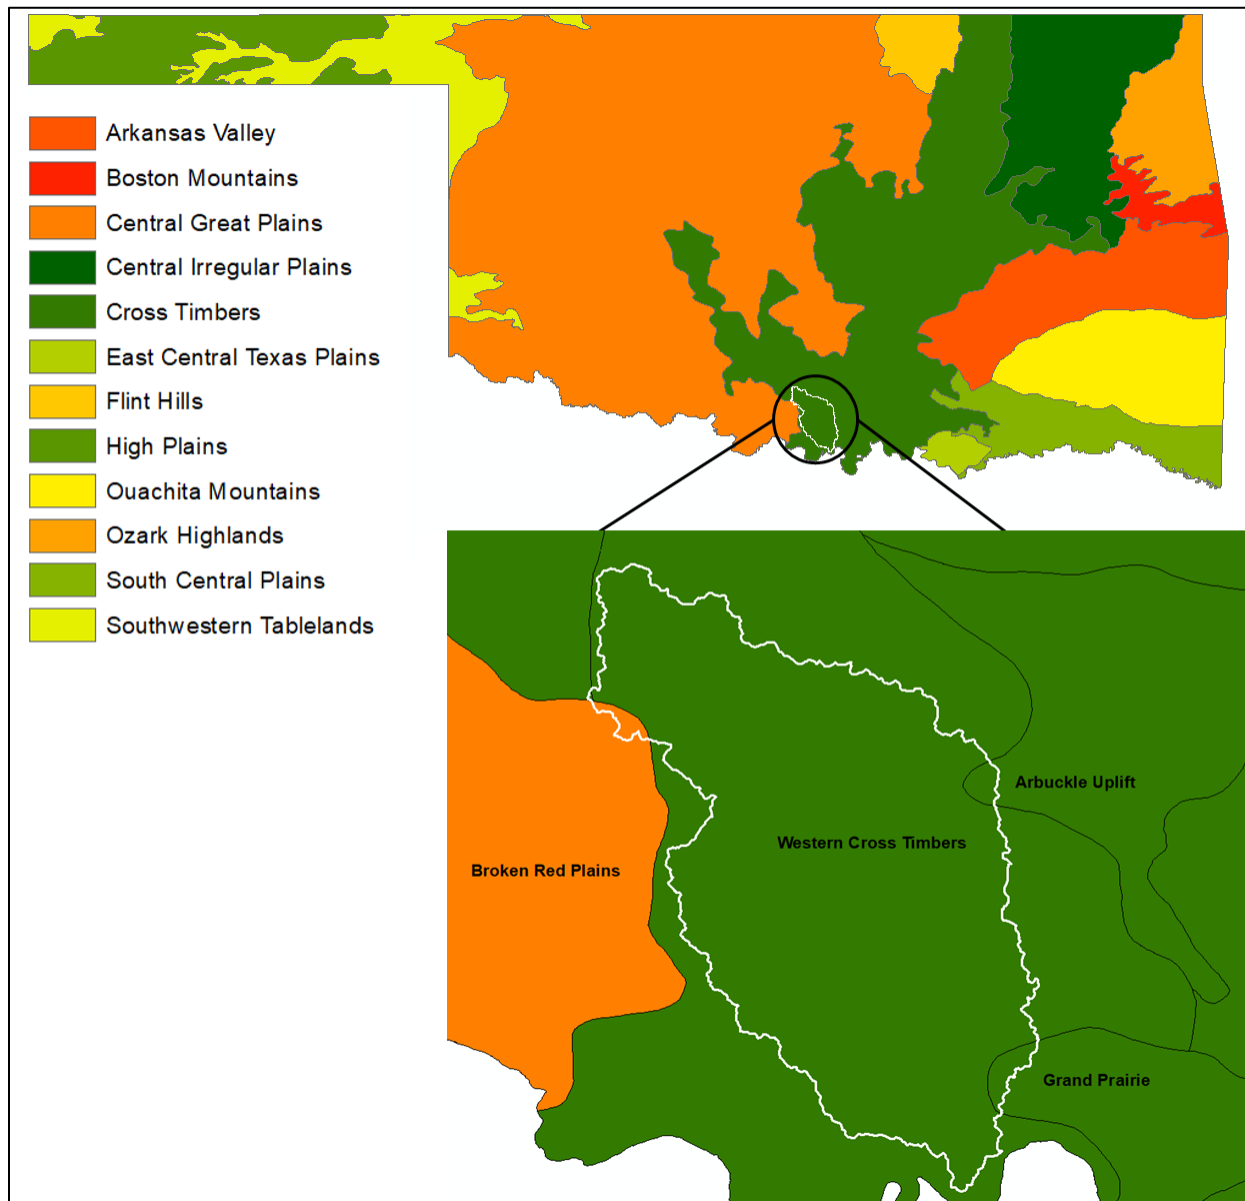 Arkansas Valley
Boston Mountains
Central Great Plains
Central Irregular Plains
Cross Timbers
East Central Texas Plains
Flint Hills
High Plains
Ouachita Mountains
Ozark Highlands
South Central Plains
Southwestern Tablelands
Arbuckle Uplift
Western Cross Timbers
Broken Red Plains
Grand Prairie